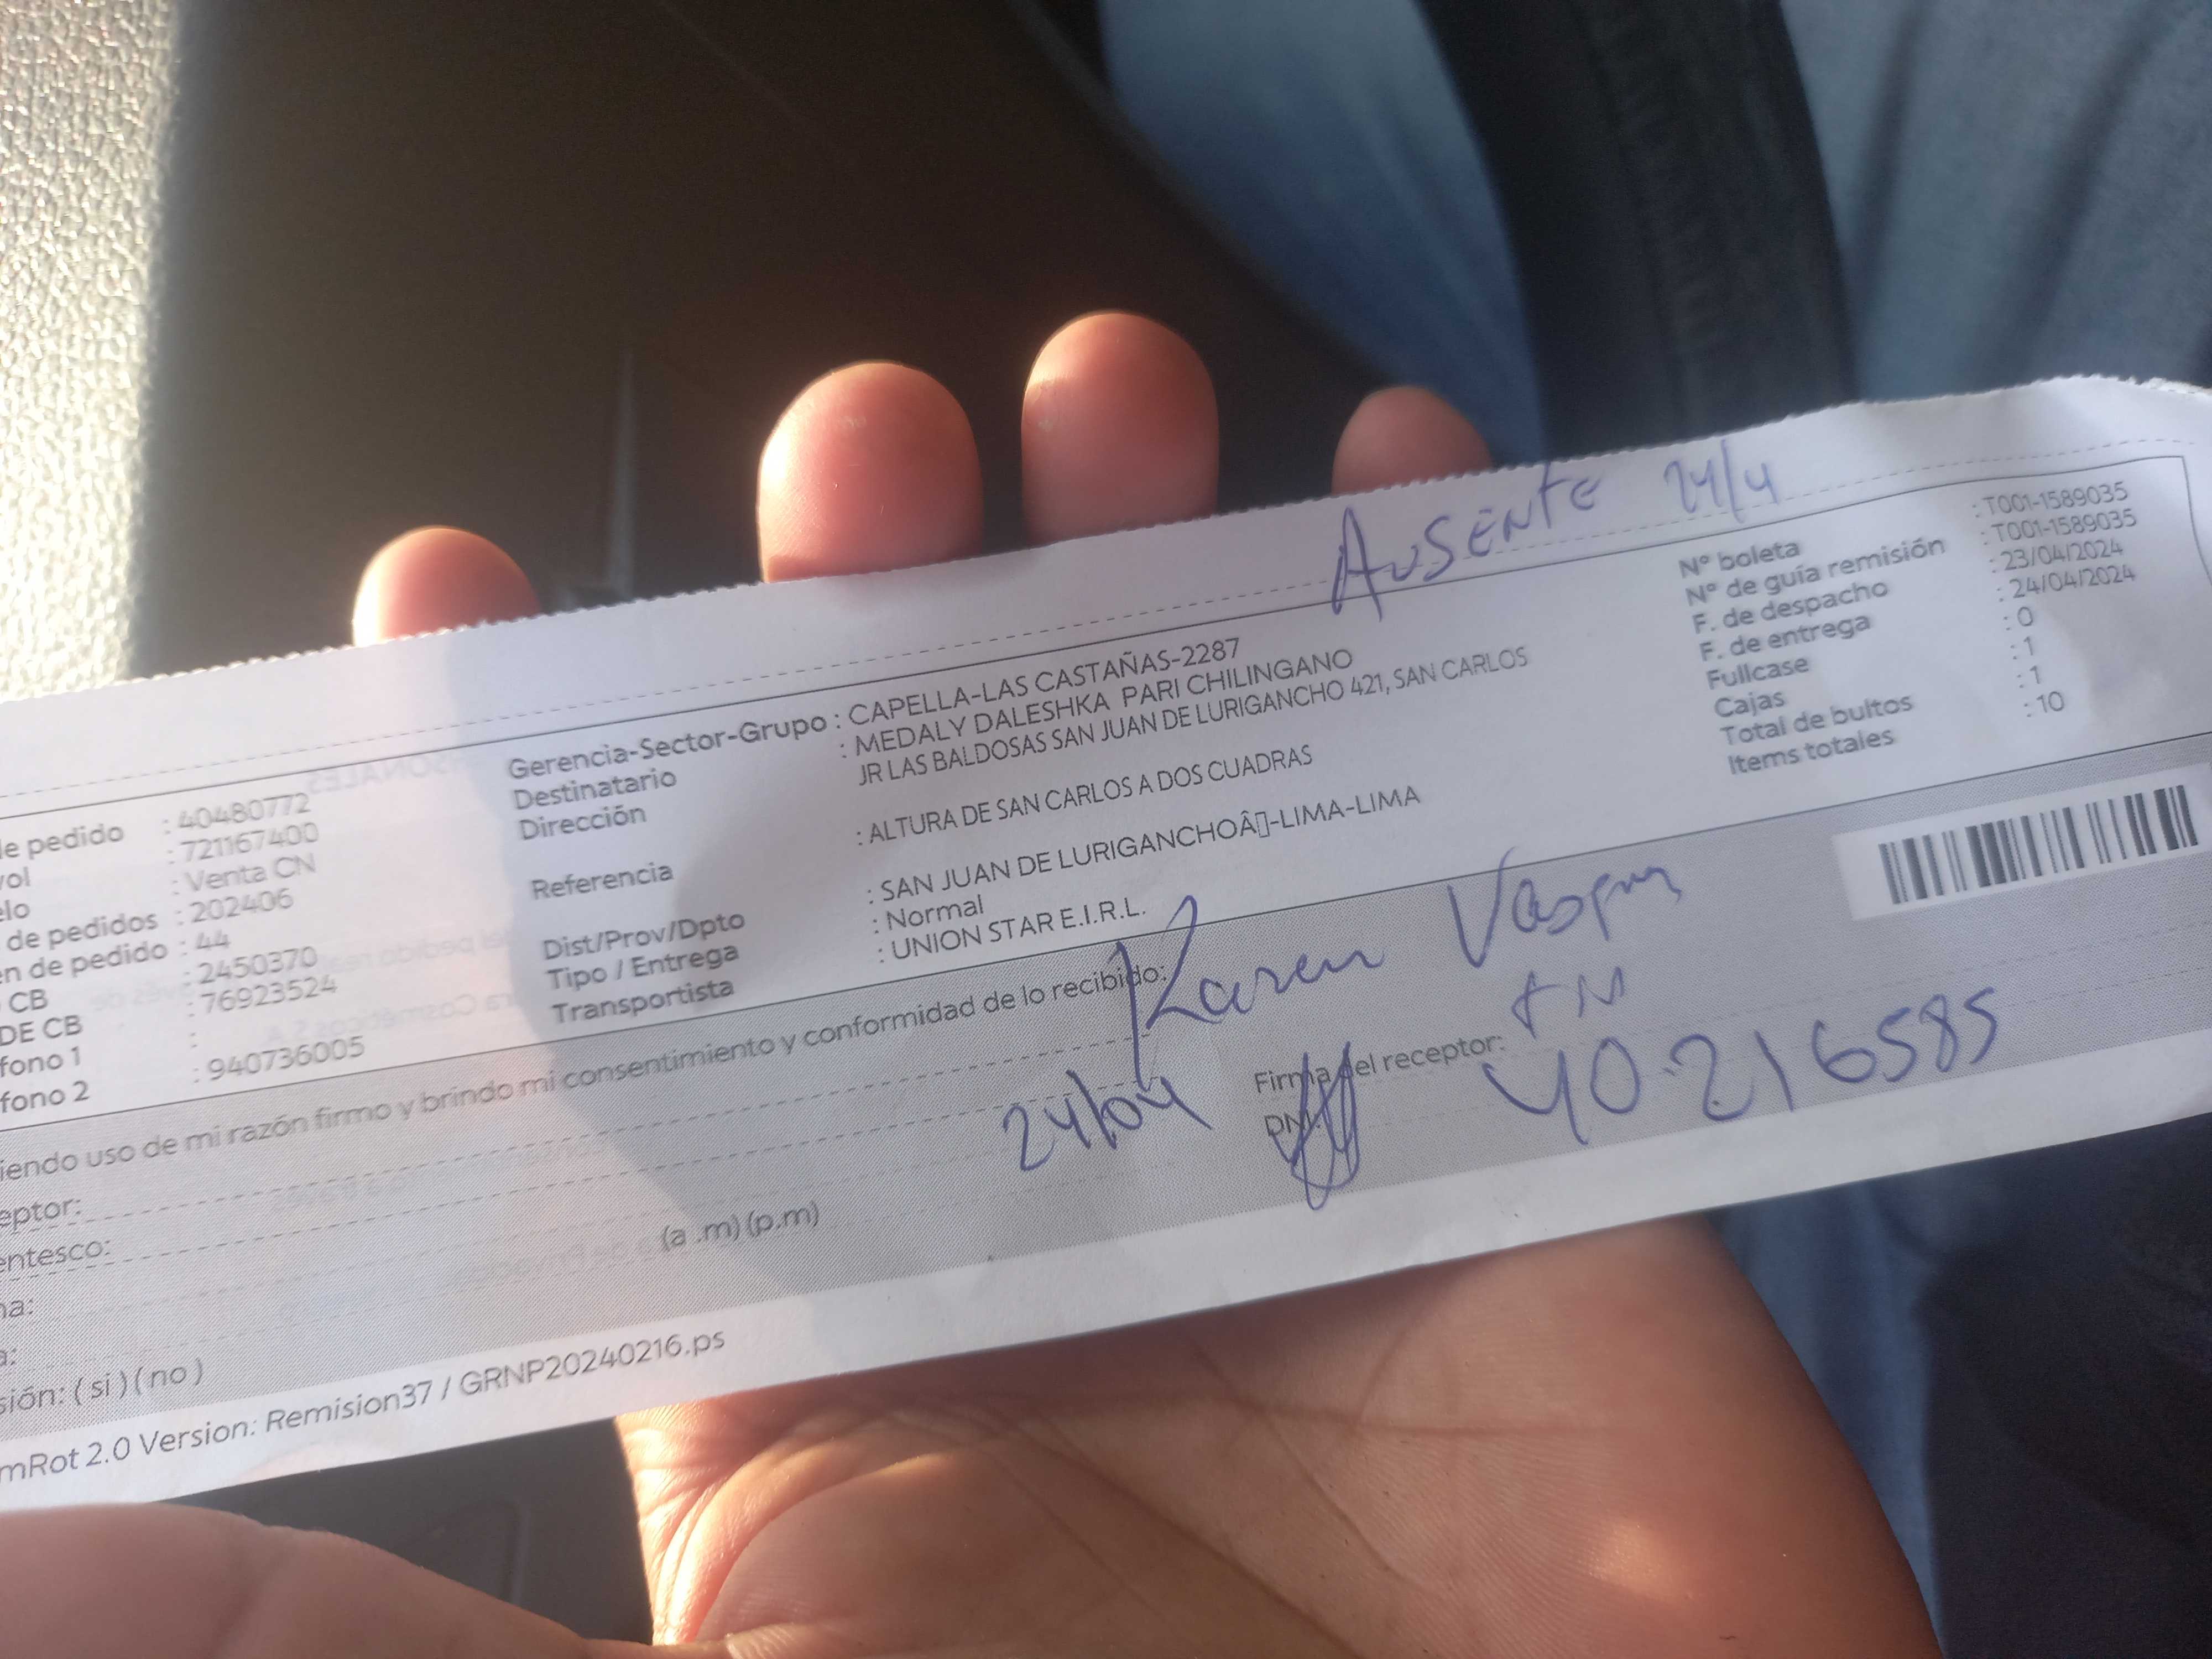 AUSENTE 24/4
e pedido : 40480772
vol : 721167400
elo : Venta CN
de pedidos : 202406
en de pedido : 44
CB : 2450370
DE CB : 76923524
fono 1 :
fono 2 : 940736005
Gerencia-Sector-Grupo : CAPELLA-LAS CASTAÑAS-2287
Destinatario : MEDALY DALESHKA PARI CHILINGANO
Dirección JR LAS BALDOSAS SAN JUAN DE LURIGANCHO 421, SAN CARLOS
Referencia : ALTURA DE SAN CARLOS A DOS CUADRAS
Dist/Prov/Dpto : SAN JUAN DE LURIGANCHOÂ▯-LIMA-LIMA
Tipo / Entrega : Normal
Transportista : UNION STAR E.I.R.L.
N° boleta : T001-1589035
N° de guía remisión : T001-1589035
F. de despacho : 23/04/2024
F. de entrega : 24/04/2024
Fullcase : 0
Cajas : 1
Total de bultos : 1
Items totales : 10
iendo uso de mi razón firmo y brindo mi consentimiento y conformidad de lo recibido:
Karen
eptor:
entesco:
na:
(a .m) (p.m)
a:
sión: ( si ) ( no )
24/04
Firma del receptor:
DNI:
40216585
mRot 2.0 Version: Remision37 / GRNP20240216.ps